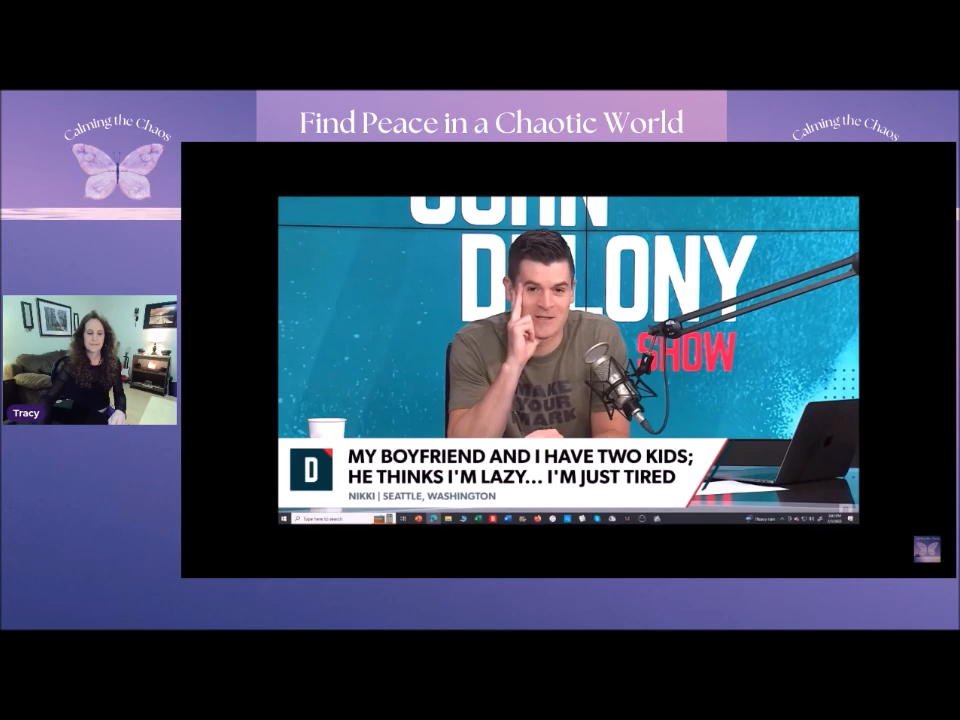 Calming the Chaos
Find Peace in a Chaotic World
Calming the Chaos
JOHN
DELONY
SHOW
MAKE
YOUR
MARK
Tracy
D
MY BOYFRIEND AND I HAVE TWO KIDS;
HE THINKS I'M LAZY... I'M JUST TIRED
NIKKI | SEATTLE, WASHINGTON
Type here to search